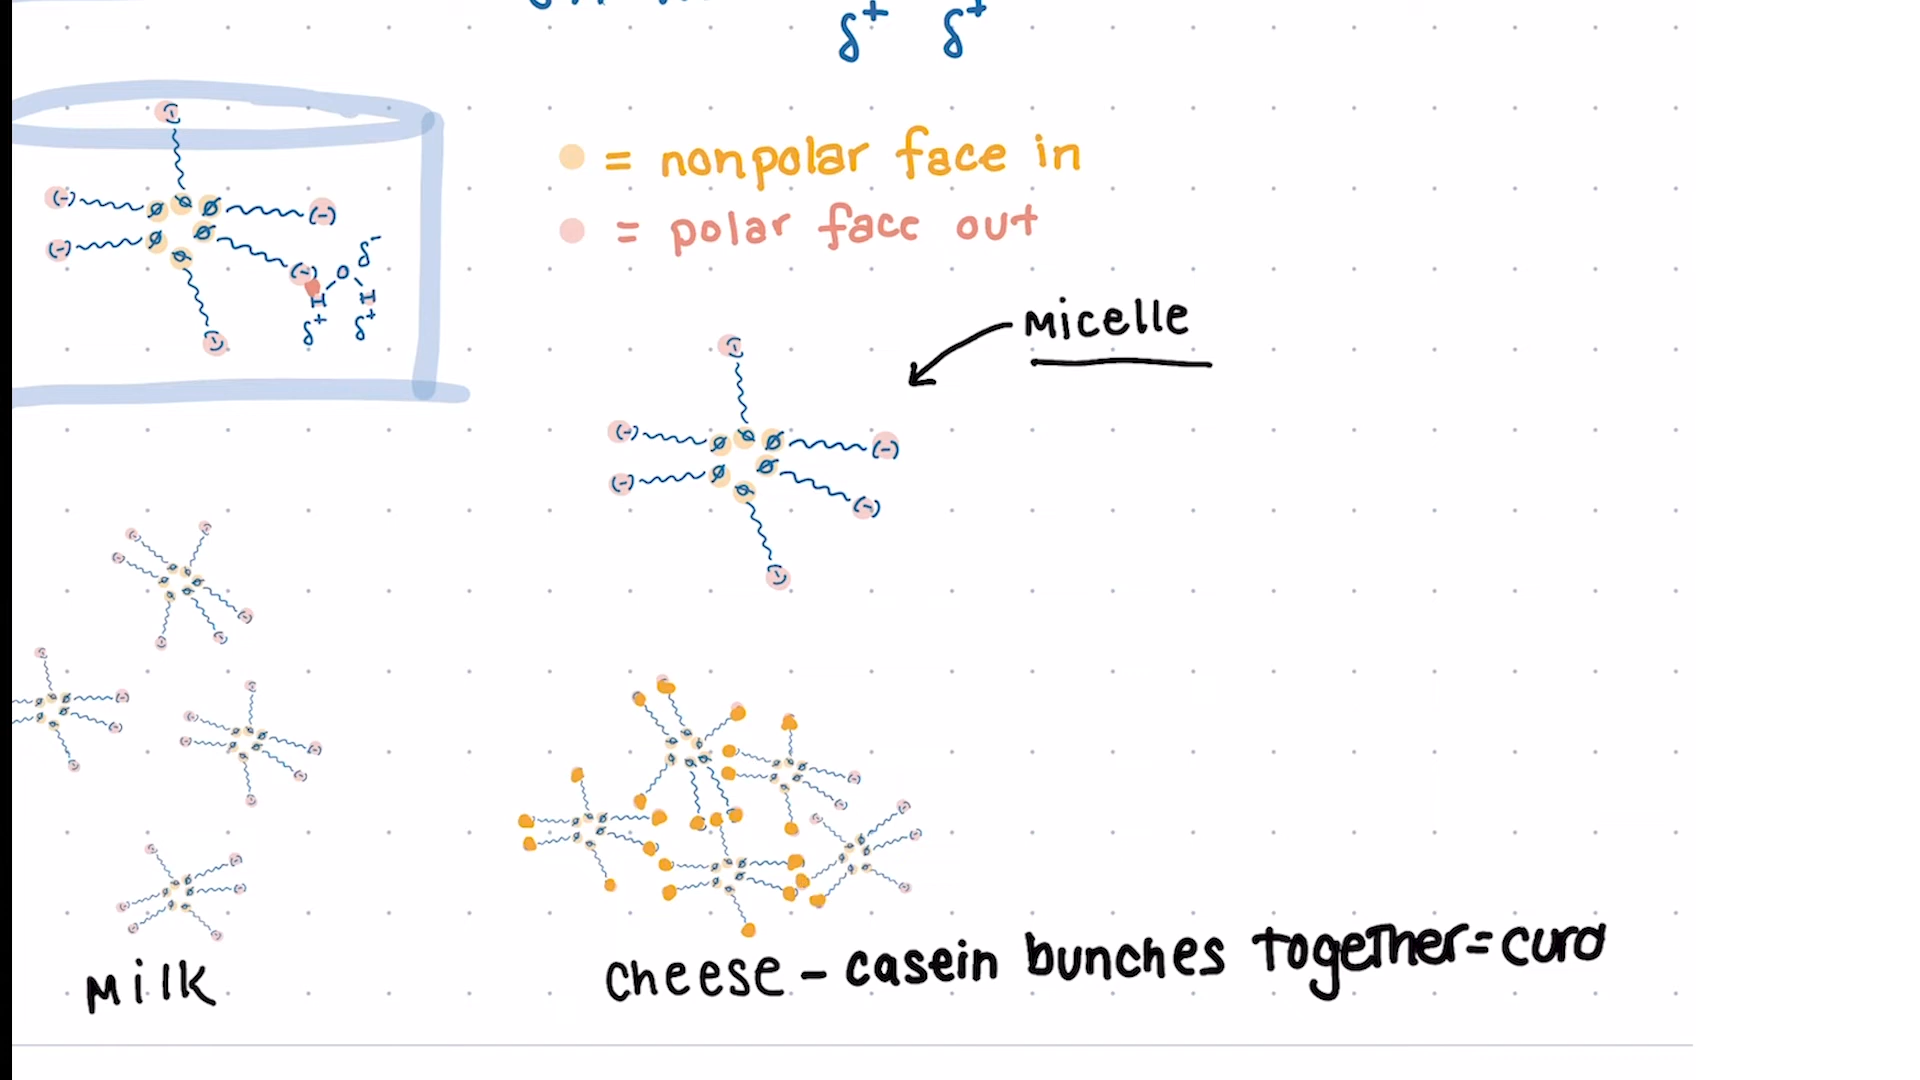 δ+ δ+
= nonpolar face in
= polar face out
Micelle
(-) (-) (-) (-) (-) (-)
ø ø ø ø ø ø
H O H
δ-
δ+ δ+
Milk
Cheese - casein bunches together = curd